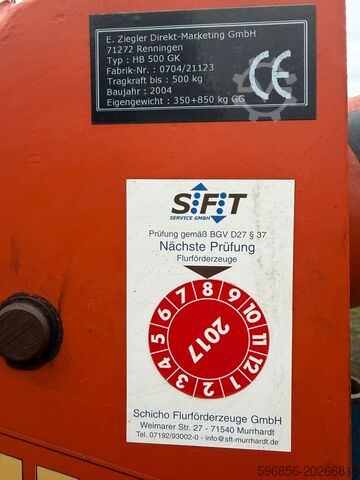 E. Ziegler Direkt-Marketing GmbH
71272 Renningen
Typ : HB 500 GK
Fabrik-Nr. : 0704/21123
Tragkraft bis : 500 kg
Baujahr : 2004
Eigengewicht : 350+850 kg GG
CE
SFT
SERVICE GMBH
Prüfung gemäß BGV D27 § 37
Nächste Prüfung
Flurförderzeuge
1 2 3 4 5 6 7 8 9 10 11 12
2017
Schicho Flurförderzeuge GmbH
Weimarer Str. 27 - 71540 Murrhardt
Tel. 07192/93002-0 - info@sft-murrhardt.de